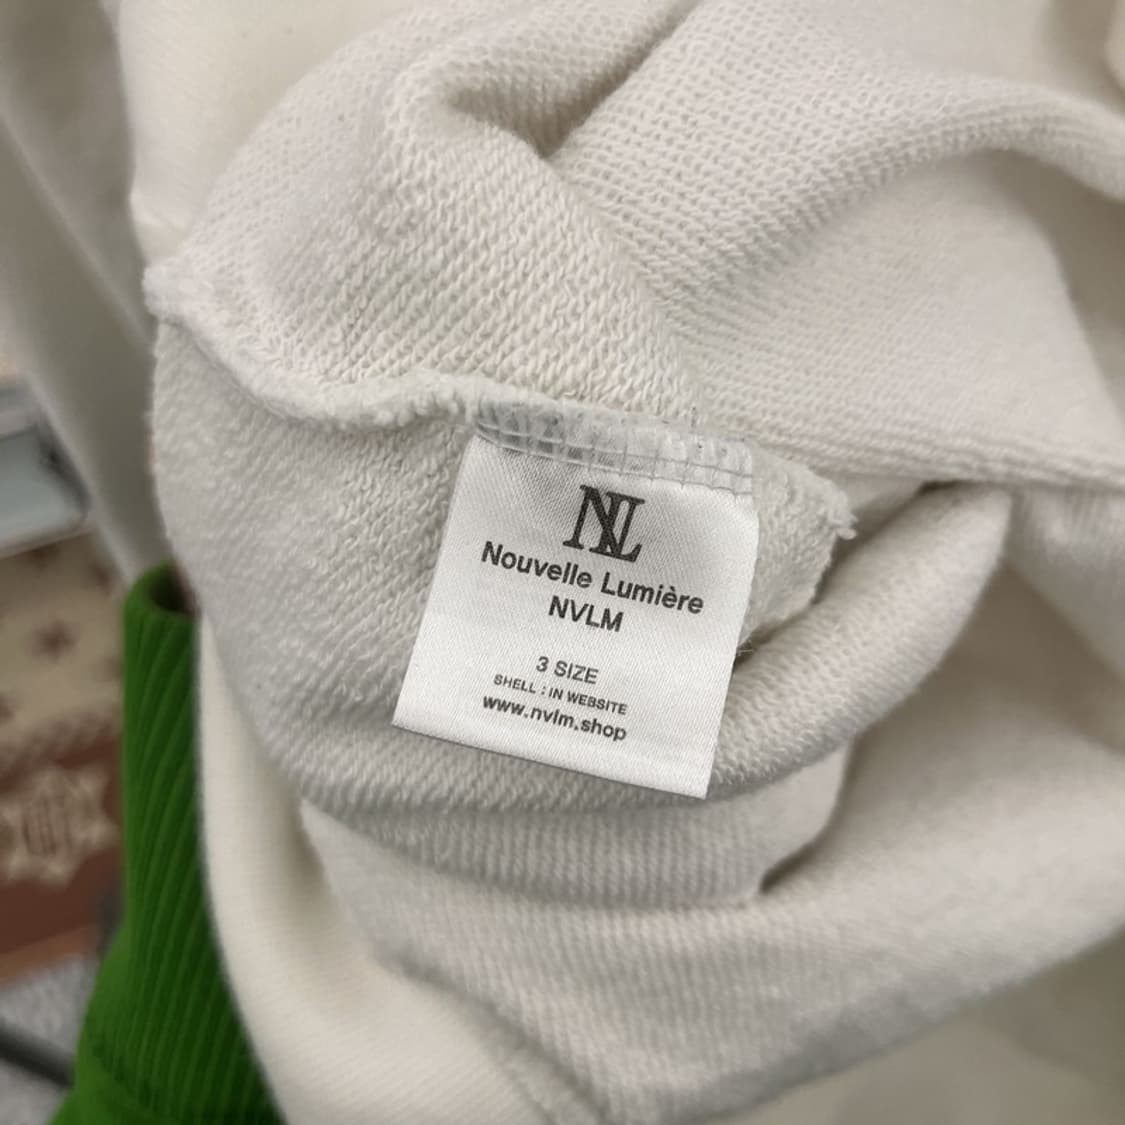 NL
Nouvelle Lumière
NVLM
3 SIZE
SHELL : IN WEBSITE
www.nvlm.shop